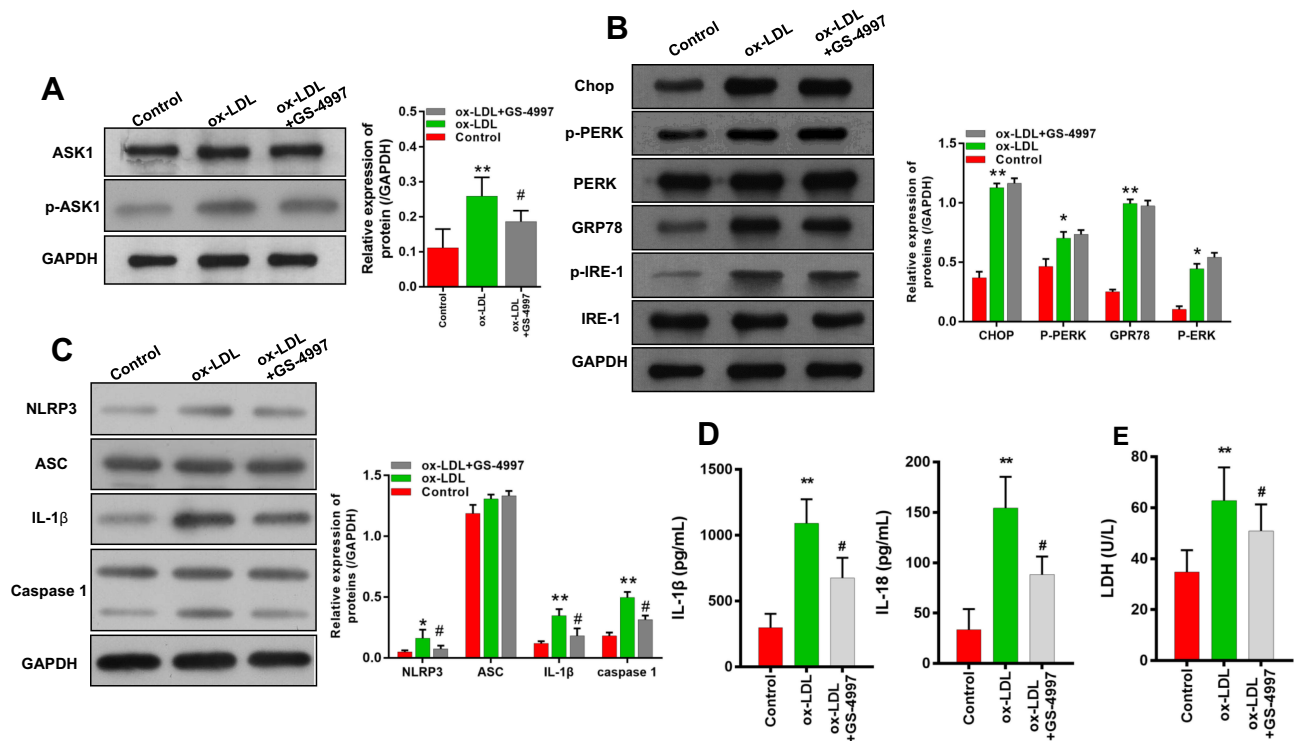 A
Control
ox-LDL
ox-LDL
+GS-4997
ASK1
p-ASK1
GAPDH
Relative expression of
protein (/GAPDH)
0.5
0.4
0.3
0.2
0.1
0.0
ox-LDL+GS-4997
ox-LDL
Control
**
#
Control
ox-LDL
ox-LDL
+GS-4997
B
Control
ox-LDL
ox-LDL
+GS-4997
Chop
p-PERK
PERK
GRP78
p-IRE-1
IRE-1
GAPDH
Relative expression of
proteins (/GAPDH)
1.5
1.0
0.5
0.0
ox-LDL+GS-4997
ox-LDL
Control
**
*
**
*
CHOP
P-PERK
GPR78
P-ERK
C
Control
ox-LDL
ox-LDL
+GS-4997
NLRP3
ASC
IL-1β
Caspase 1
GAPDH
Relative expression of
proteins (/GAPDH)
1.5
1.0
0.5
0.0
ox-LDL+GS-4997
ox-LDL
Control
*
#
**
#
**
#
NLRP3
ASC
IL-1β
caspase 1
D
IL-1β (pg/mL)
1500
1000
500
0
**
#
Control
ox-LDL
ox-LDL
+GS-4997
IL-18 (pg/mL)
200
150
100
50
0
**
#
Control
ox-LDL
ox-LDL
+GS-4997
E
LDH (U/L)
80
60
40
20
0
**
#
Control
ox-LDL
ox-LDL
+GS-4997